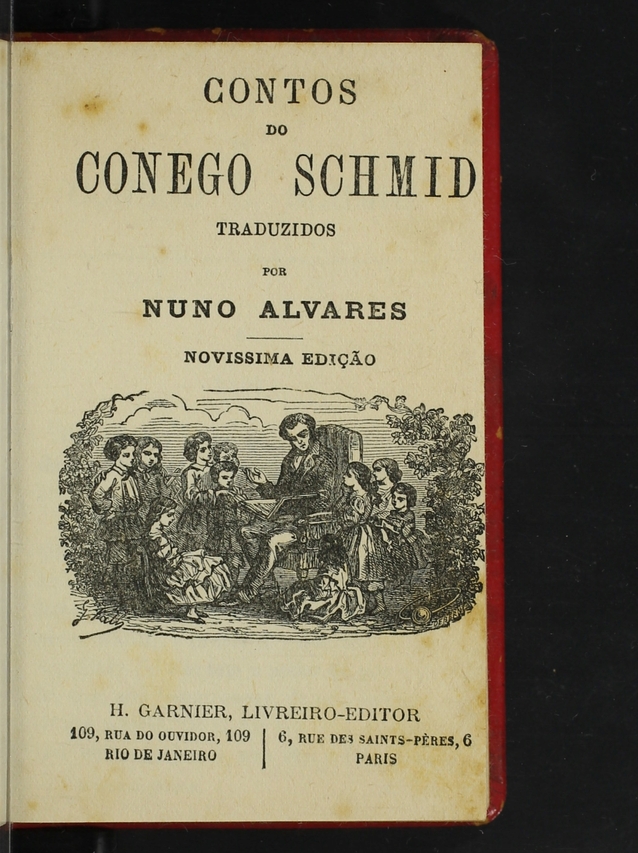 CONTOS
DO
CONEGO SCHMID
TRADUZIDOS
POR
NUNO ALVARES
NOVISSIMA EDIÇÃO
H. GARNIER, LIVREIRO-EDITOR
109, RUA DO OUVIDOR, 109
RIO DE JANEIRO
6, RUE DES SAINTS-PÈRES, 6
PARIS